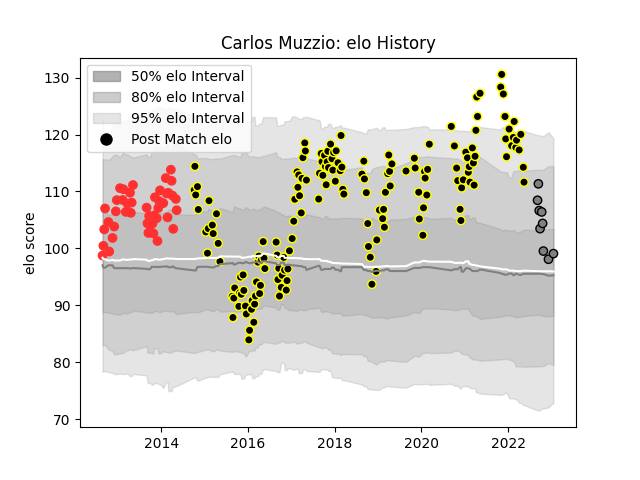 Carlos Muzzio: elo History
50% elo Interval
80% elo Interval
95% elo Interval
Post Match elo
elo score
130
120
110
100
90
80
70
2014 2016 2018 2020 2022